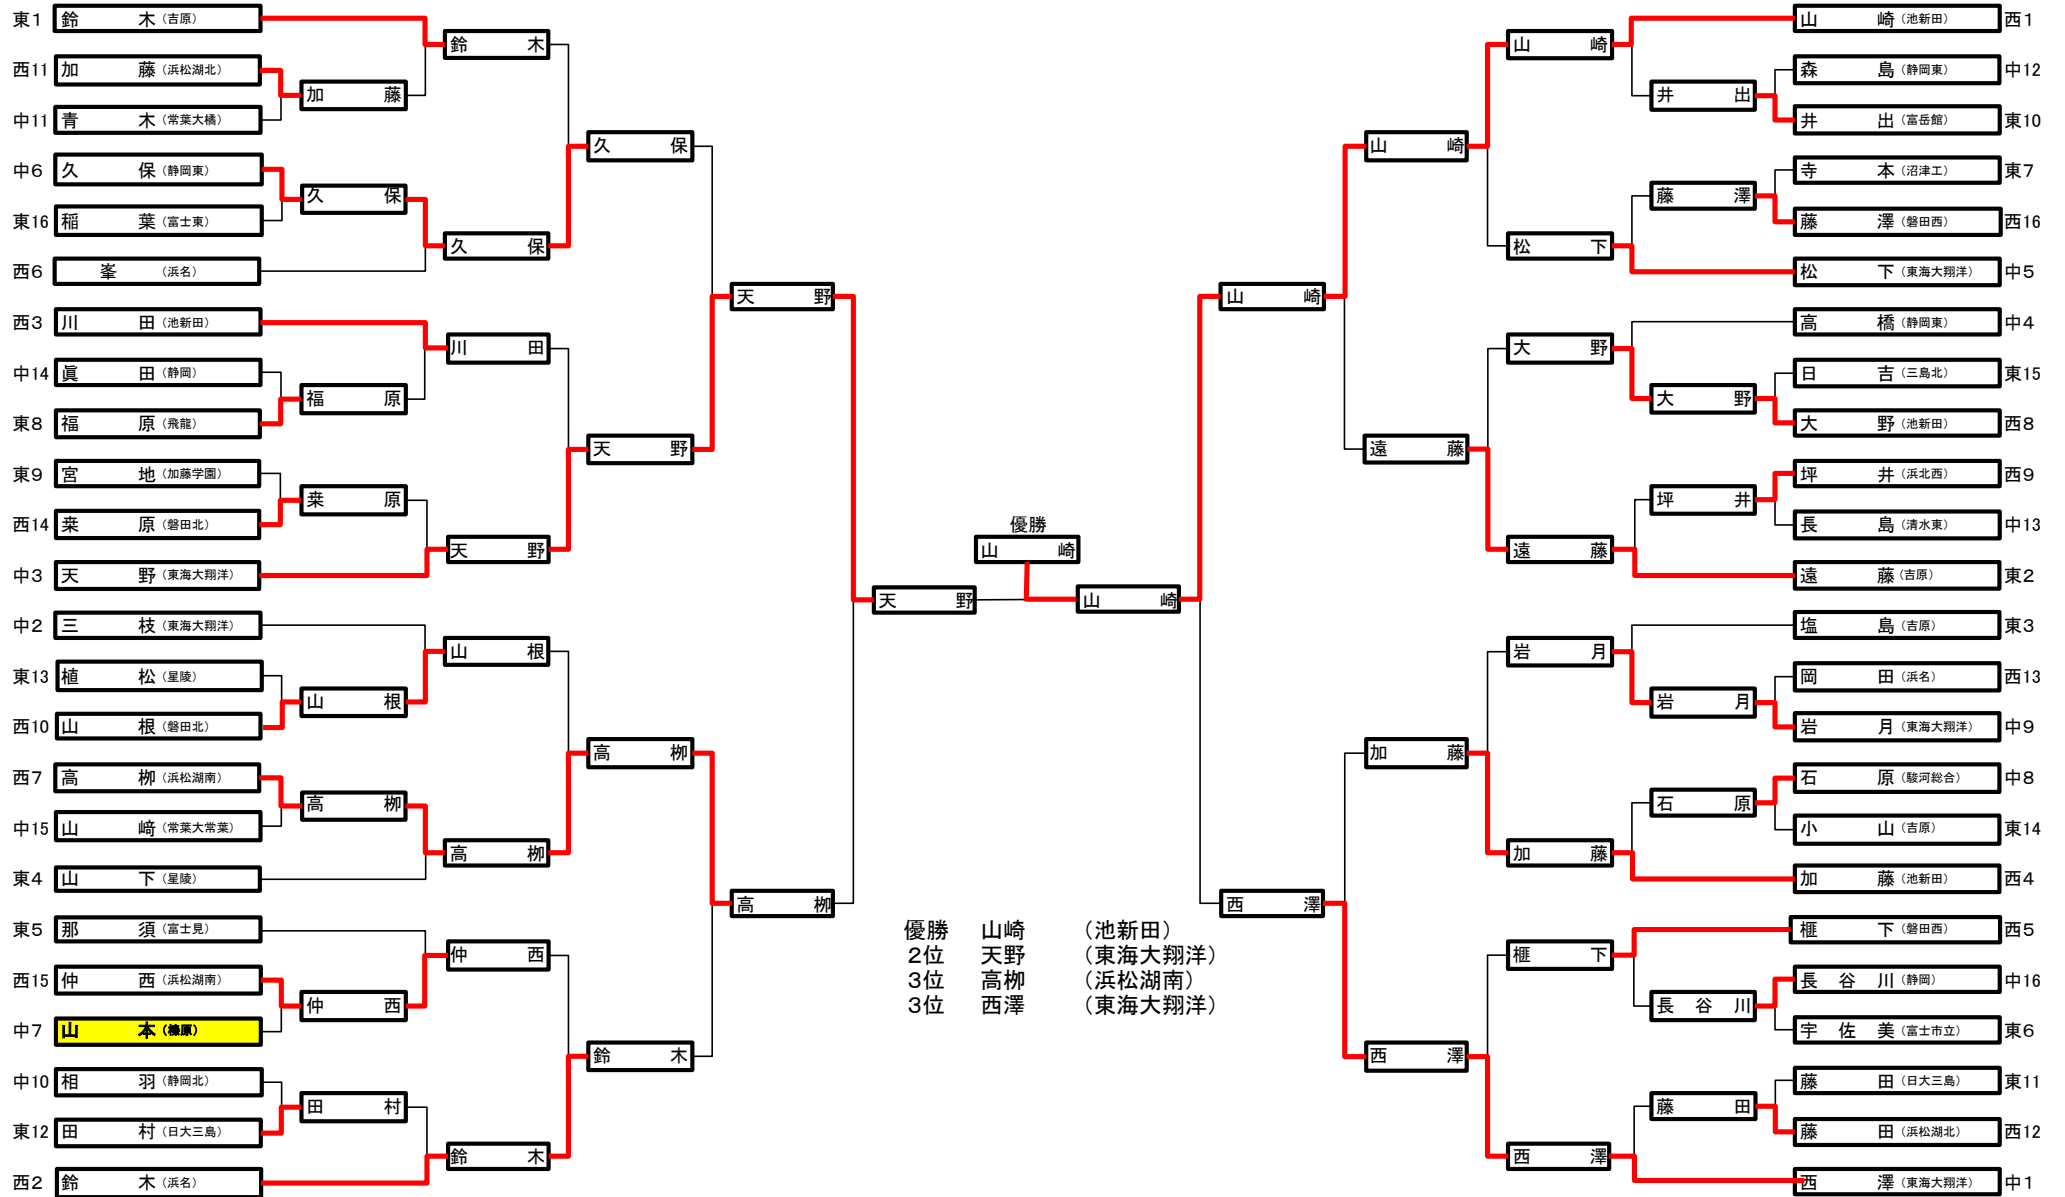 東1 鈴木(吉原)
西11 加藤(浜松湖北)
中11 青木(常葉大橘)
中6 久保(静岡東)
東16 稲葉(富士東)
西6 峯(浜名)
西3 川田(池新田)
中14 眞田(静岡)
東8 福原(飛龍)
東9 宮地(加藤学園)
西14 桒原(磐田北)
中3 天野(東海大翔洋)
中2 三枝(東海大翔洋)
東13 植松(星陵)
西10 山根(磐田北)
西7 高栁(浜松湖南)
中15 山﨑(常葉大常葉)
東4 山下(星陵)
東5 那須(富士見)
西15 仲西(浜松湖南)
中7 山本(榛原)
中10 相羽(静岡北)
東12 田村(日大三島)
西2 鈴木(浜名)
加藤
久保
福原
桒原
山根
高栁
仲西
田村
鈴木
久保
川田
天野
山根
高栁
仲西
鈴木
久保
天野
高栁
鈴木
天野
高栁
天野
優勝
山崎
山崎
優勝 山崎 (池新田)
2位 天野 (東海大翔洋)
3位 高栁 (浜松湖南)
3位 西澤 (東海大翔洋)
山崎
西澤
山崎
遠藤
加藤
西澤
山崎
松下
大野
遠藤
岩月
加藤
榧下
西澤
井出
藤澤
大野
坪井
岩月
石原
長谷川
藤田
山崎(池新田) 西1
森島(静岡東) 中12
井出(富岳館) 東10
寺本(沼津工) 東7
藤澤(磐田西) 西16
松下(東海大翔洋) 中5
高橋(静岡東) 中4
日吉(三島北) 東15
大野(池新田) 西8
坪井(浜北西) 西9
長島(清水東) 中13
遠藤(吉原) 東2
塩島(吉原) 東3
岡田(浜名) 西13
岩月(東海大翔洋) 中9
石原(駿河総合) 中8
小山(吉原) 東14
加藤(池新田) 西4
榧下(磐田西) 西5
長谷川(静岡) 中16
宇佐美(富士市立) 東6
藤田(日大三島) 東11
藤田(浜松湖北) 西12
西澤(東海大翔洋) 中1